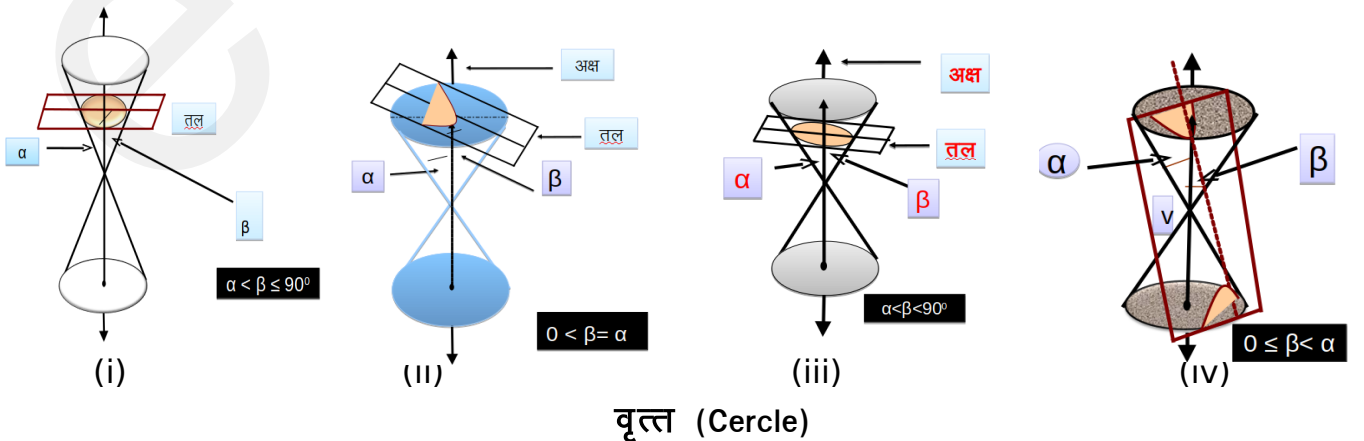 तल
α
β
α < β ≤ 90⁰
(i)
अक्ष
तल
α
β
0 < β= α
(ii)
अक्ष
तल
α
β
α<β<90⁰
(iii)
α
β
v
0 ≤ β< α
(iv)
वृत्त (Cercle)